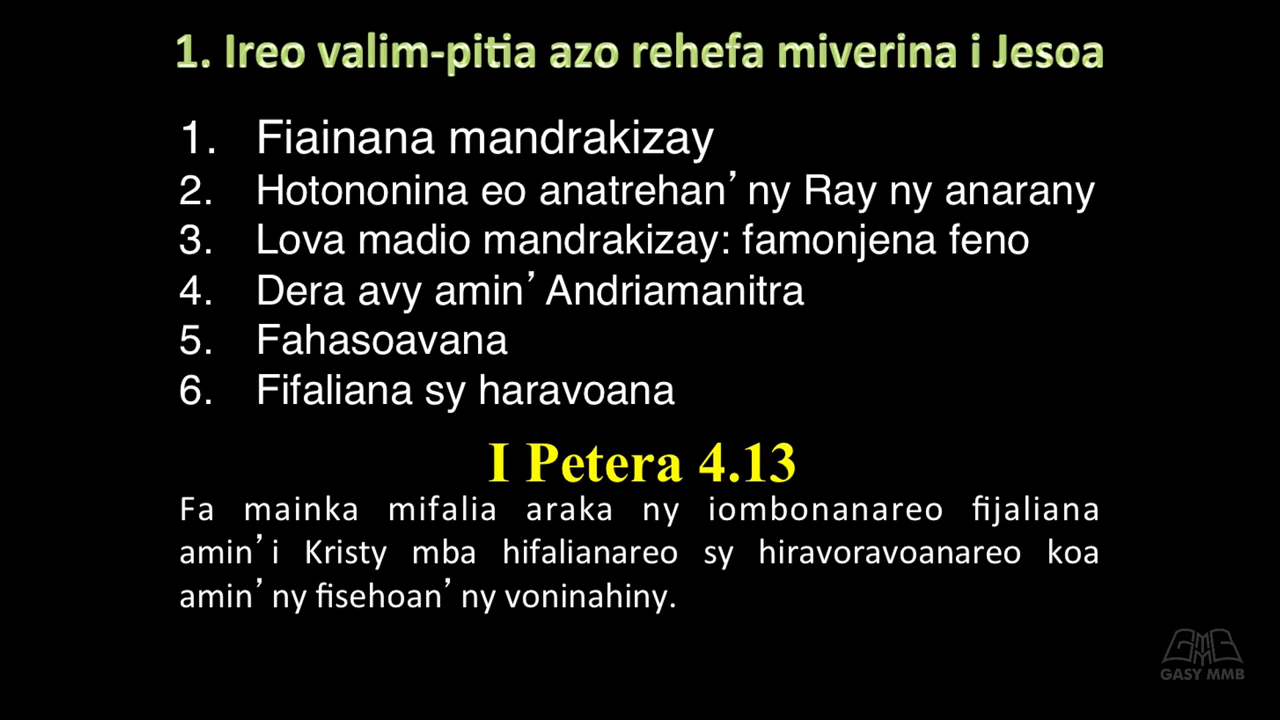 1. Ireo valim-pitia azo rehefa miverina i Jesoa
1. Fiainana mandrakizay
2. Hotononina eo anatrehan’ ny Ray ny anarany
3. Lova madio mandrakizay: famonjena feno
4. Dera avy amin’ Andriamanitra
5. Fahasoavana
6. Fifaliana sy haravoana
I Petera 4.13
Fa mainka mifalia araka ny iombonanareo fijaliana
amin’ i Kristy mba hifalianareo sy hiravoravoanareo koa
amin’ ny fisehoan’ ny voninahiny.
GMMB
GASY MMB